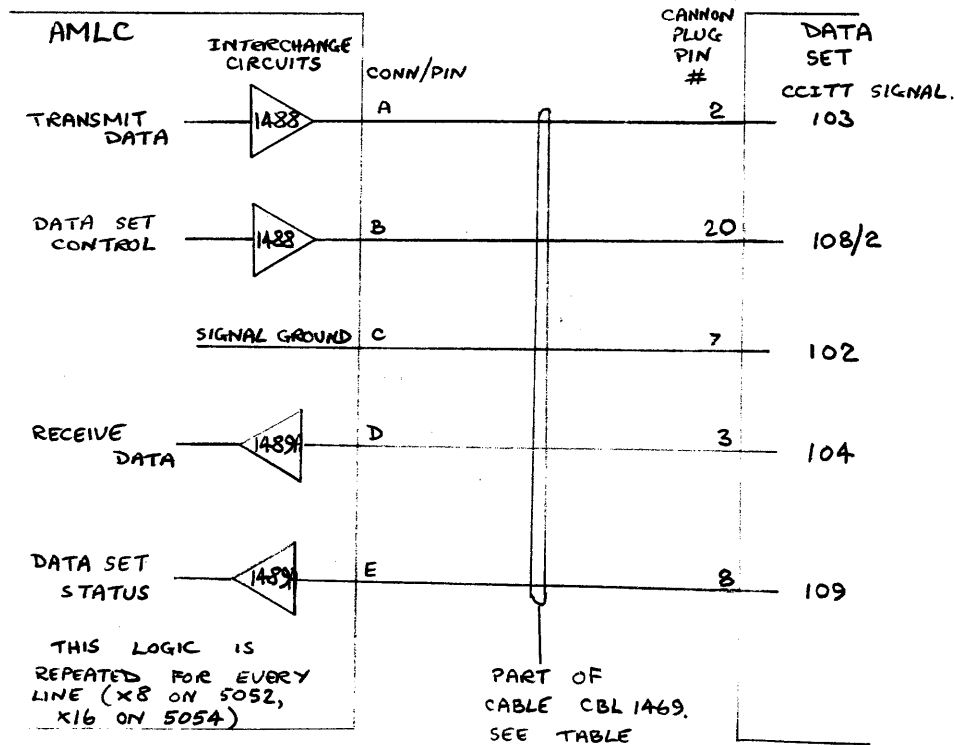 AMLC
INTERCHANGE
CIRCUITS
CONN/PIN
CANNON
PLUG
PIN
#
DATA
SET
CCITT SIGNAL.
TRANSMIT
DATA
1488
A
2
103
DATA SET
CONTROL
1488
B
20
108/2
SIGNAL GROUND
C
7
102
RECEIVE
DATA
1489A
D
3
104
DATA SET
STATUS
1489A
E
8
109
THIS LOGIC IS
REPEATED FOR EVERY
LINE (x8 ON 5052,
x16 ON 5054)
PART OF
CABLE CBL 1469.
SEE TABLE